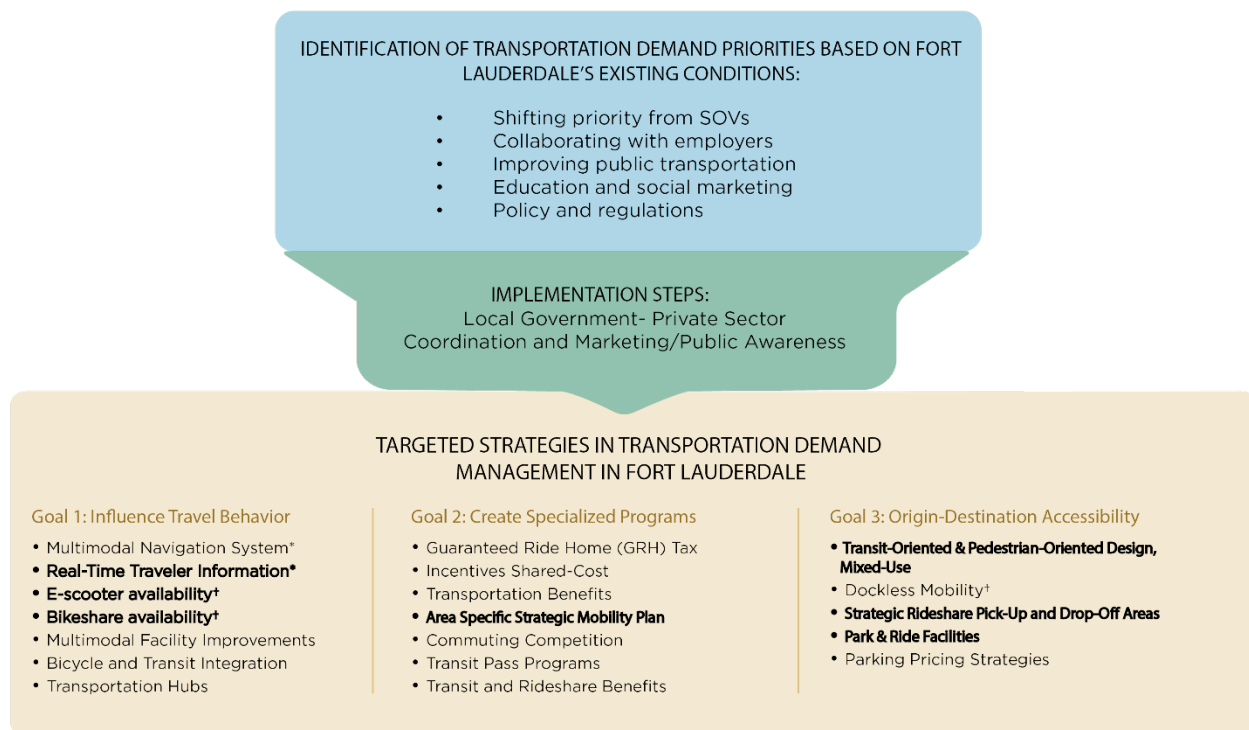 IDENTIFICATION OF TRANSPORTATION DEMAND PRIORITIES BASED ON FORT
LAUDERDALE'S EXISTING CONDITIONS:
• Shifting priority from SOVs
• Collaborating with employers
• Improving public transportation
• Education and social marketing
• Policy and regulations
IMPLEMENTATION STEPS:
Local Government- Private Sector
Coordination and Marketing/Public Awareness
TARGETED STRATEGIES IN TRANSPORTATION DEMAND
MANAGEMENT IN FORT LAUDERDALE
Goal 1: Influence Travel Behavior
• Multimodal Navigation System*
• Real-Time Traveler Information*
• E-scooter availability†
• Bikeshare availability†
• Multimodal Facility Improvements
• Bicycle and Transit Integration
• Transportation Hubs
Goal 2: Create Specialized Programs
• Guaranteed Ride Home (GRH) Tax
• Incentives Shared-Cost
• Transportation Benefits
• Area Specific Strategic Mobility Plan
• Commuting Competition
• Transit Pass Programs
• Transit and Rideshare Benefits
Goal 3: Origin-Destination Accessibility
• Transit-Oriented & Pedestrian-Oriented Design,
Mixed-Use
• Dockless Mobility†
• Strategic Rideshare Pick-Up and Drop-Off Areas
• Park & Ride Facilities
• Parking Pricing Strategies